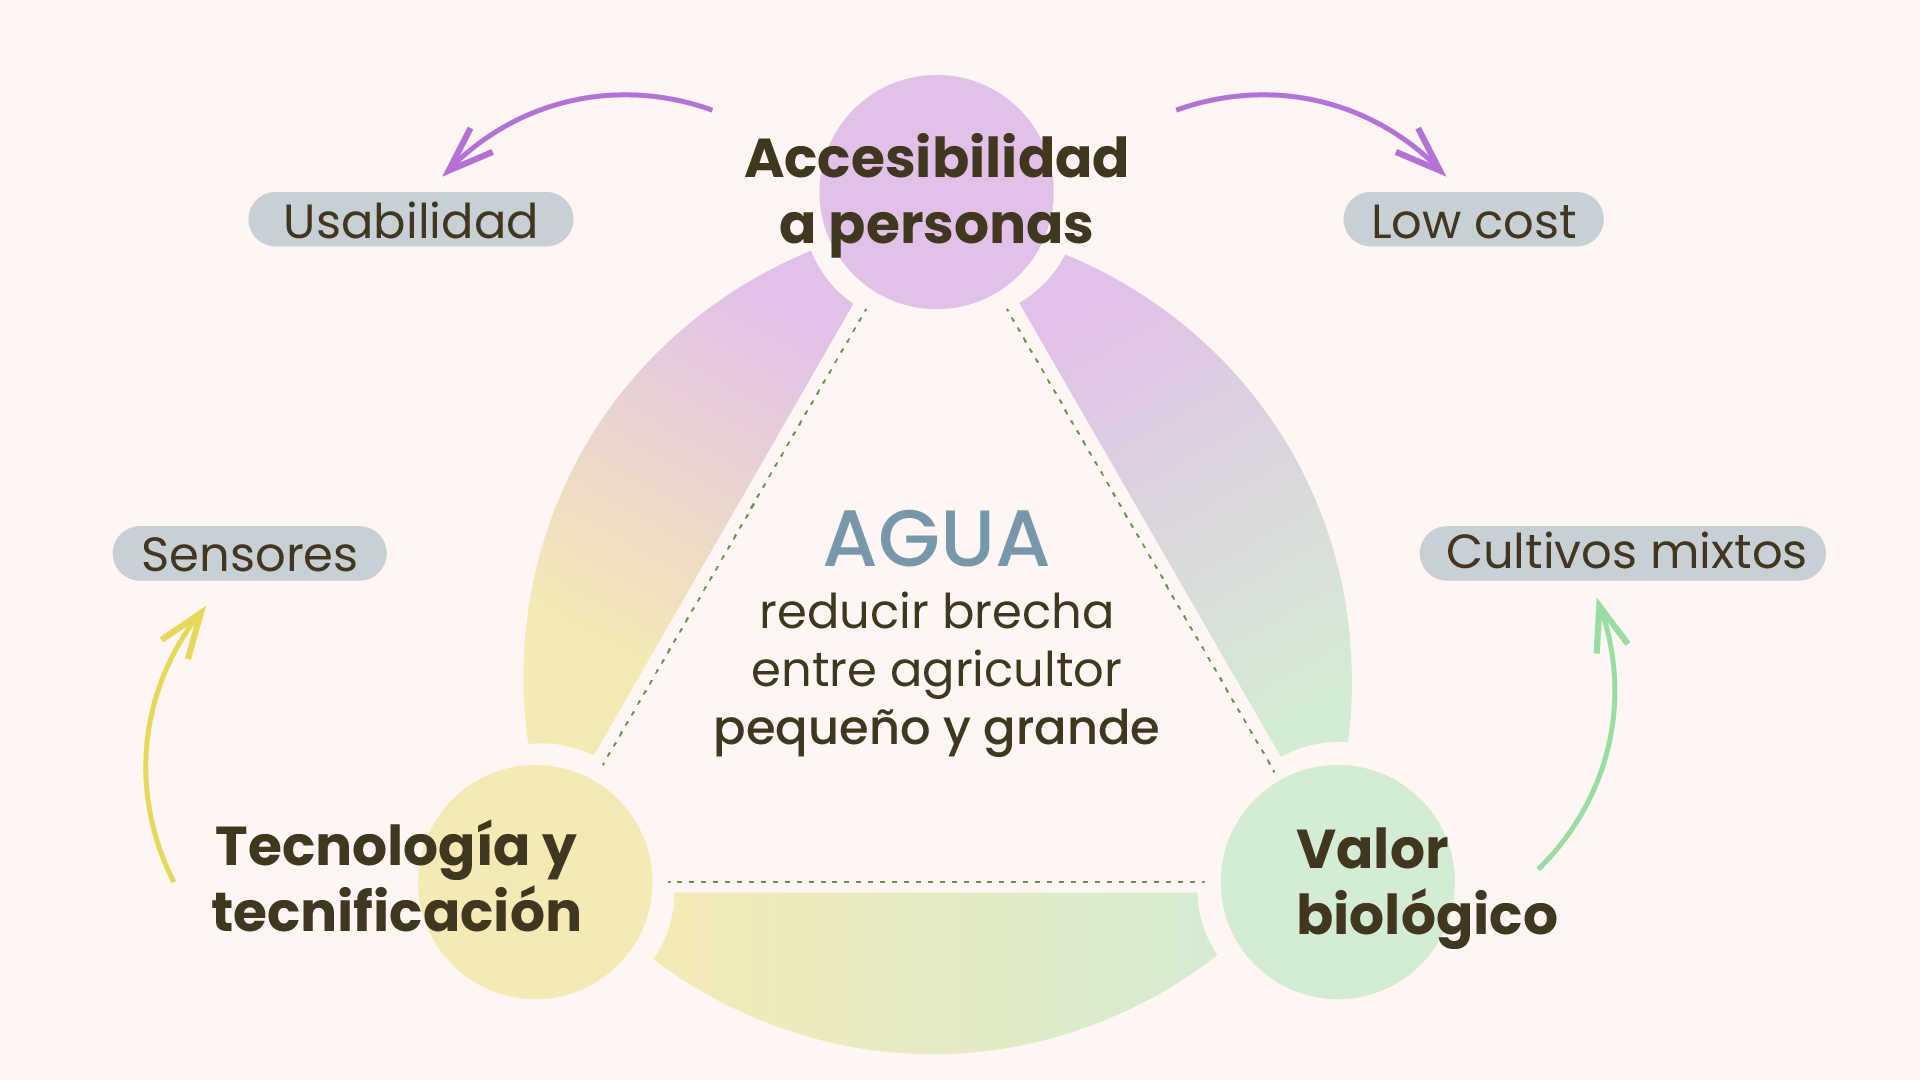 Accesibilidad
a personas
Usabilidad
Low cost
Sensores
Cultivos mixtos
AGUA
reducir brecha
entre agricultor
pequeño y grande
Tecnología y
tecnificación
Valor
biológico